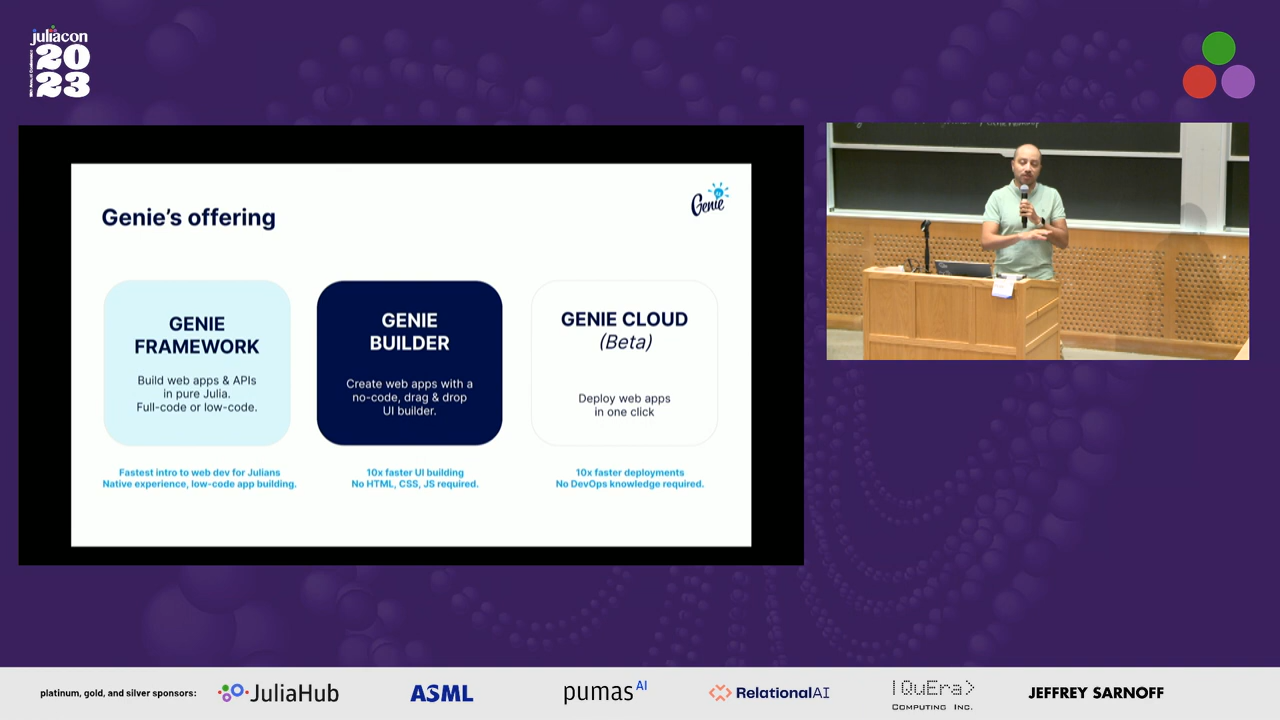 juliacon
20
23
Genie's offering
Genie
GENIE
FRAMEWORK
Build web apps & APIs
in pure Julia.
Full-code or low-code.
Fastest intro to web dev for Julians
Native experience, low-code app building.
GENIE
BUILDER
Create web apps with a
no-code, drag & drop
UI builder.
10x faster UI building
No HTML, CSS, JS required.
GENIE CLOUD
(Beta)
Deploy web apps
in one click
10x faster deployments
No DevOps knowledge required.
platinum, gold, and silver sponsors:
JuliaHub
ASML
pumas AI
RelationalAI
|QuEra>
COMPUTING INC.
JEFFREY SARNOFF